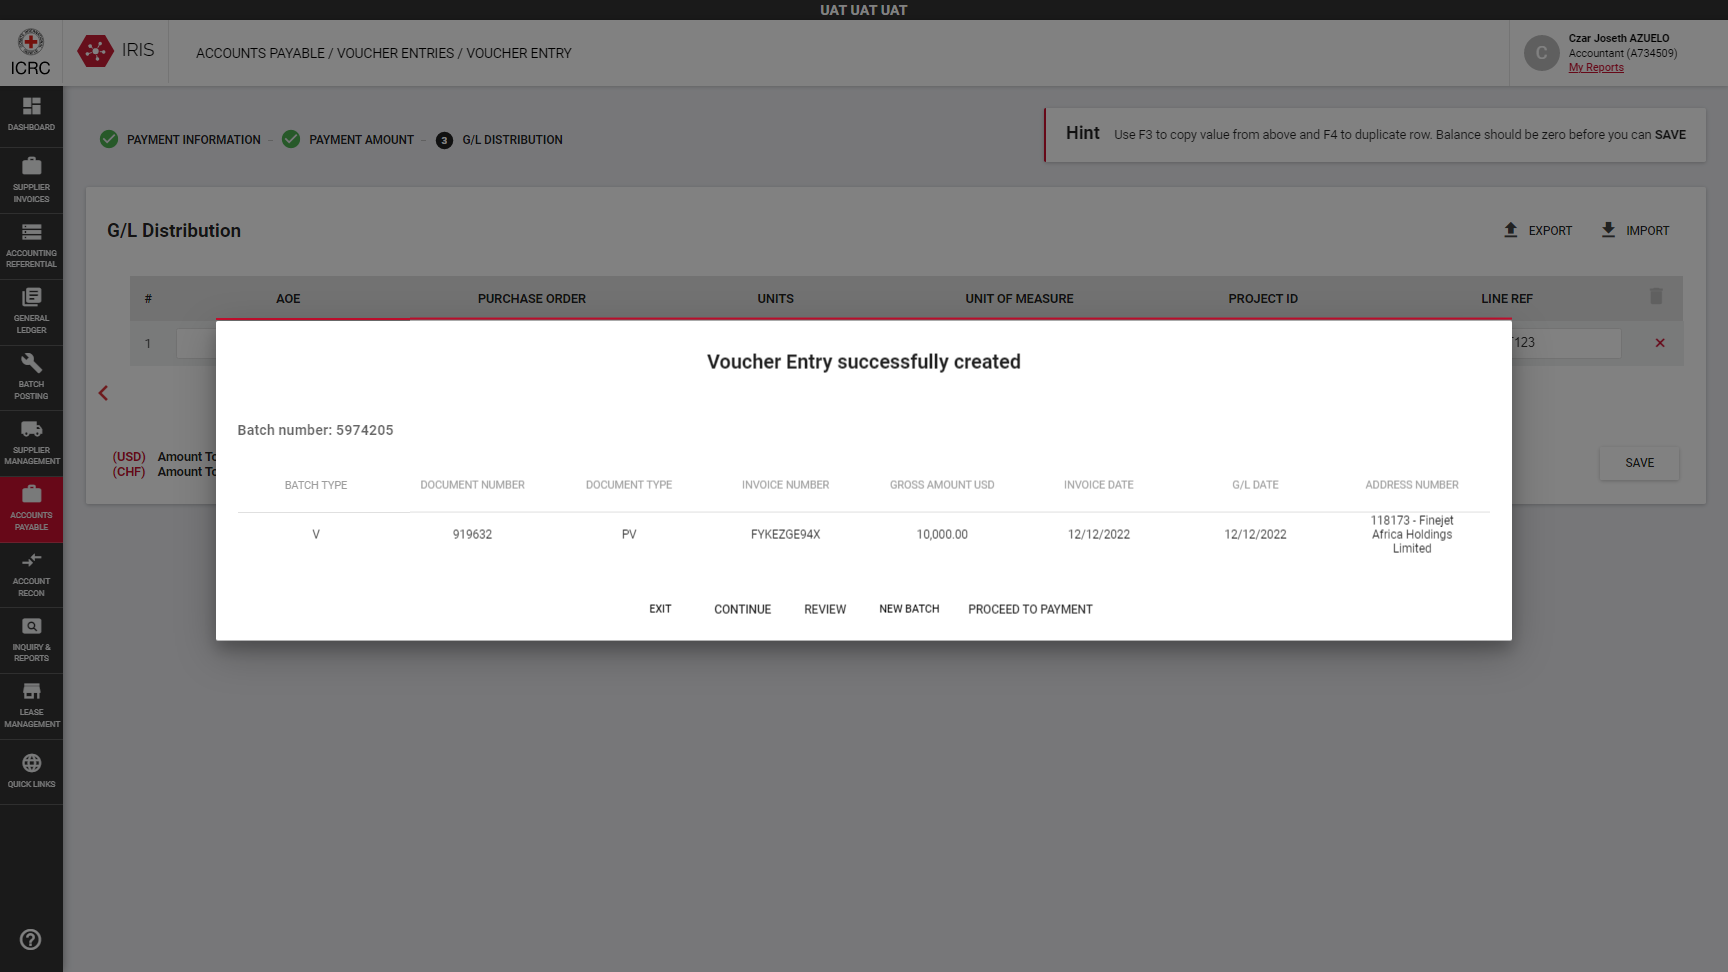 UAT UAT UAT
ICRC
IRIS
ACCOUNTS PAYABLE / VOUCHER ENTRIES / VOUCHER ENTRY
C
Czar Joseth AZUELO
Accountant (A734509)
My Reports
DASHBOARD
SUPPLIER
INVOICES
ACCOUNTING
REFERENTIAL
GENERAL
LEDGER
BATCH
POSTING
SUPPLIER
MANAGEMENT
ACCOUNTS
PAYABLE
ACCOUNT
RECON
INQUIRY &
REPORTS
LEASE
MANAGEMENT
QUICK LINKS
PAYMENT INFORMATION
PAYMENT AMOUNT
3 G/L DISTRIBUTION
Hint Use F3 to copy value from above and F4 to duplicate row. Balance should be zero before you can SAVE
G/L Distribution
EXPORT
IMPORT
# AOE PURCHASE ORDER UNITS UNIT OF MEASURE PROJECT ID LINE REF
1
123
(USD) Amount To
(CHF) Amount To
SAVE
Voucher Entry successfully created
Batch number: 5974205
BATCH TYPE DOCUMENT NUMBER DOCUMENT TYPE INVOICE NUMBER GROSS AMOUNT USD INVOICE DATE G/L DATE ADDRESS NUMBER
V 919632 PV FYKEZGE94X 10,000.00 12/12/2022 12/12/2022 118173 - Finejet
Africa Holdings
Limited
EXIT CONTINUE REVIEW NEW BATCH PROCEED TO PAYMENT